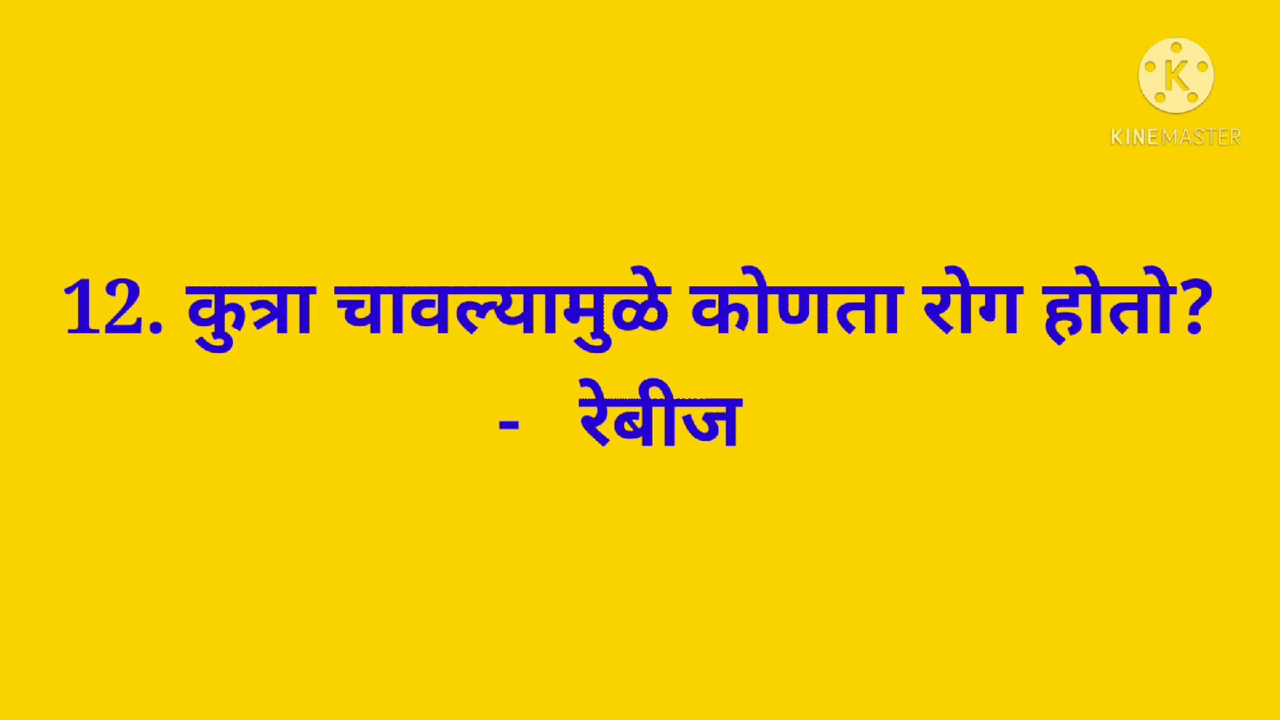 KINEMASTER
12. कुत्रा चावल्यामुळे कोणता रोग होतो?
- रेबीज